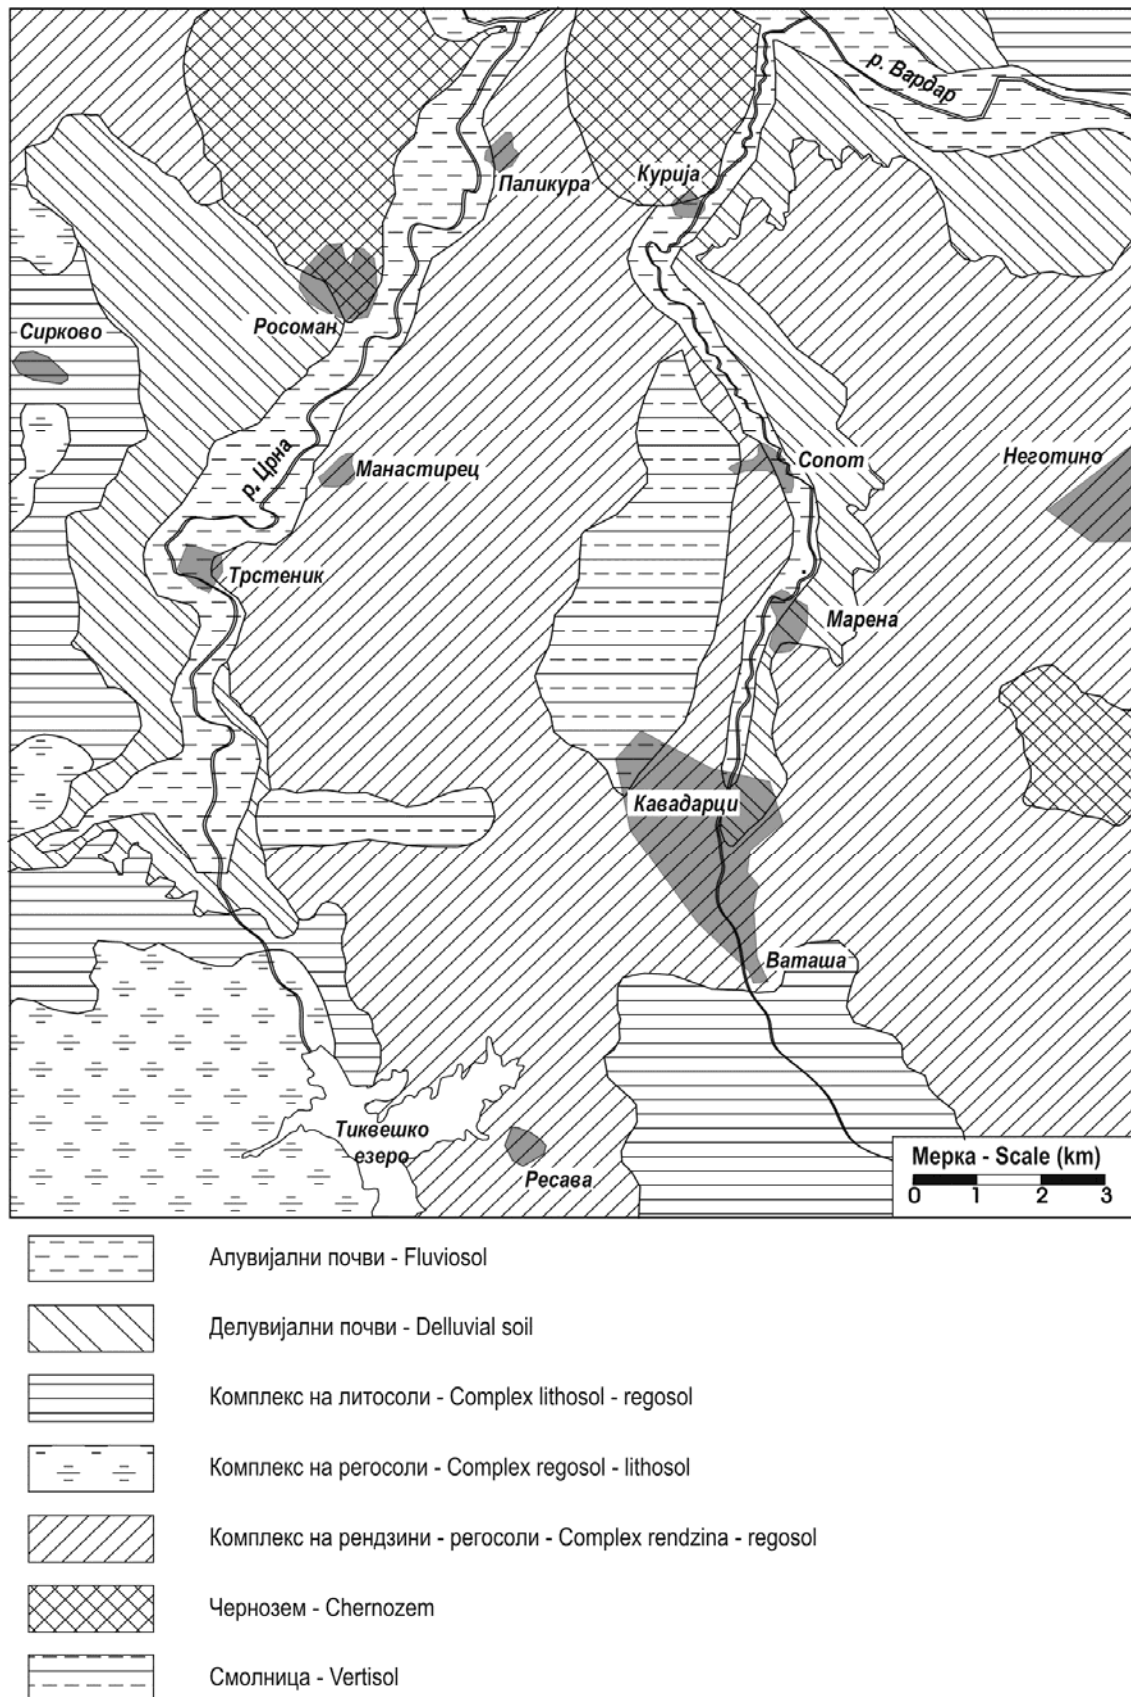 р. Вардар
Паликура
Курија
Росоман
Сирково
р. Црна
Манастирец
Сопот
Неготино
Трстеник
Марена
Кавадарци
Ваташа
Тиквешко
езеро
Ресава
Мерка - Scale (km)
0 1 2 3
Алувијални почви - Fluviosol
Делувијални почви - Delluvial soil
Комплекс на литосоли - Complex lithosol - regosol
Комплекс на регосоли - Complex regosol - lithosol
Комплекс на рендзини - регосоли - Complex rendzina - regosol
Чернозем - Chernozem
Смолница - Vertisol